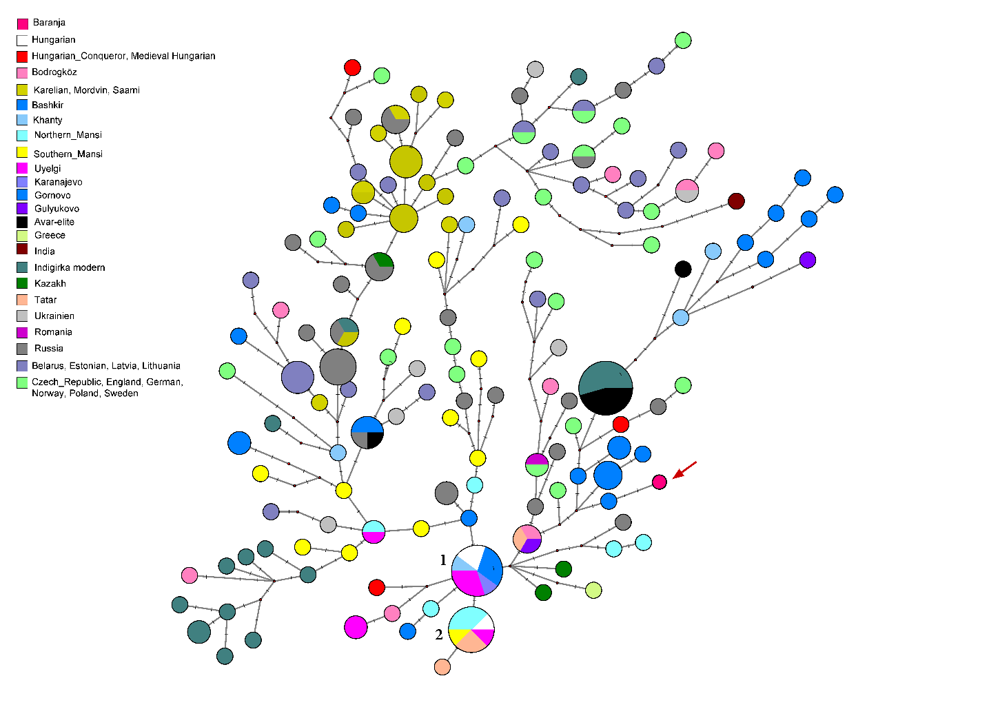 Baranja
Hungarian
Hungarian_Conqueror, Medieval Hungarian
Bodrogköz
Karelian, Mordvin, Saami
Bashkir
Khanty
Northern_Mansi
Southern_Mansi
Uyelgi
Karanajevo
Gornovo
Gulyukovo
Avar-elite
Greece
India
Indigirka modern
Kazakh
Tatar
Ukrainien
Romania
Russia
Belarus, Estonian, Latvia, Lithuania
Czech_Republic, England, German,
Norway, Poland, Sweden
1
2